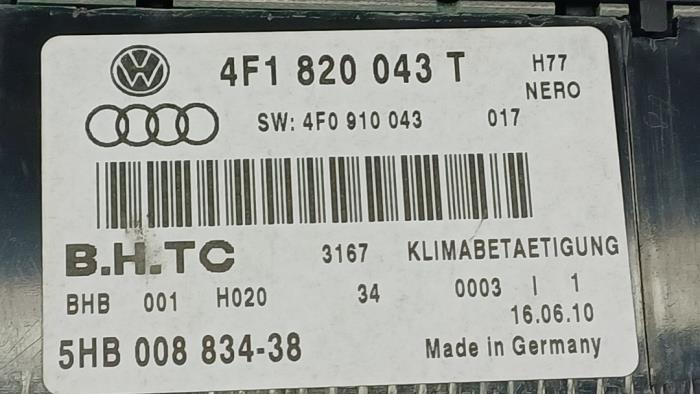 4F1 820 043 T H77
NERO
SW: 4F0 910 043 017
B.H.TC 3167 KLIMABETAETIGUNG
BHB 001 H020 34 0003 I 1
16.06.10
5HB 008 834-38 Made in Germany